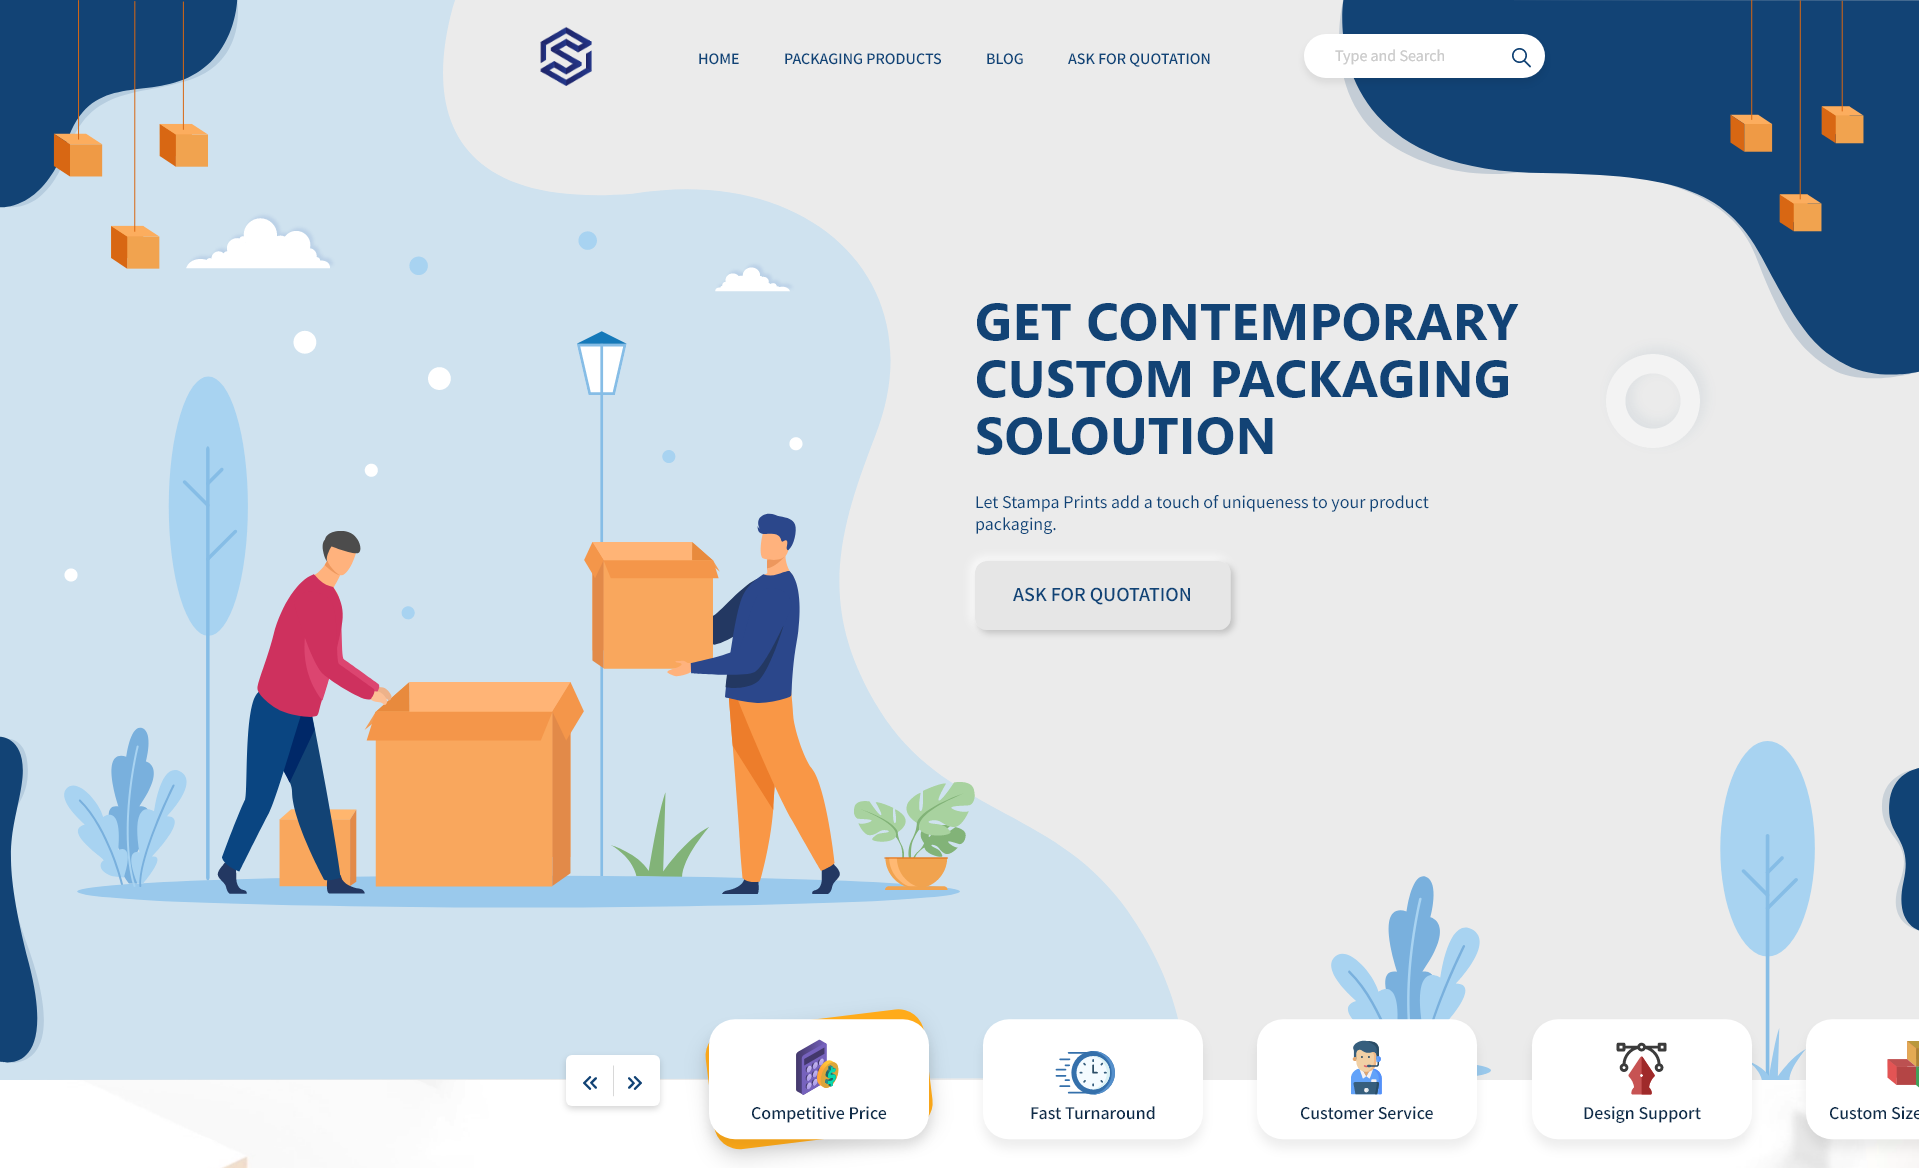 HOME
PACKAGING PRODUCTS
BLOG
ASK FOR QUOTATION
Type and Search
GET CONTEMPORARY
CUSTOM PACKAGING
SOLOUTION
Let Stampa Prints add a touch of uniqueness to your product
packaging.
ASK FOR QUOTATION
Competitive Price
Fast Turnaround
Customer Service
Design Support
Custom Size